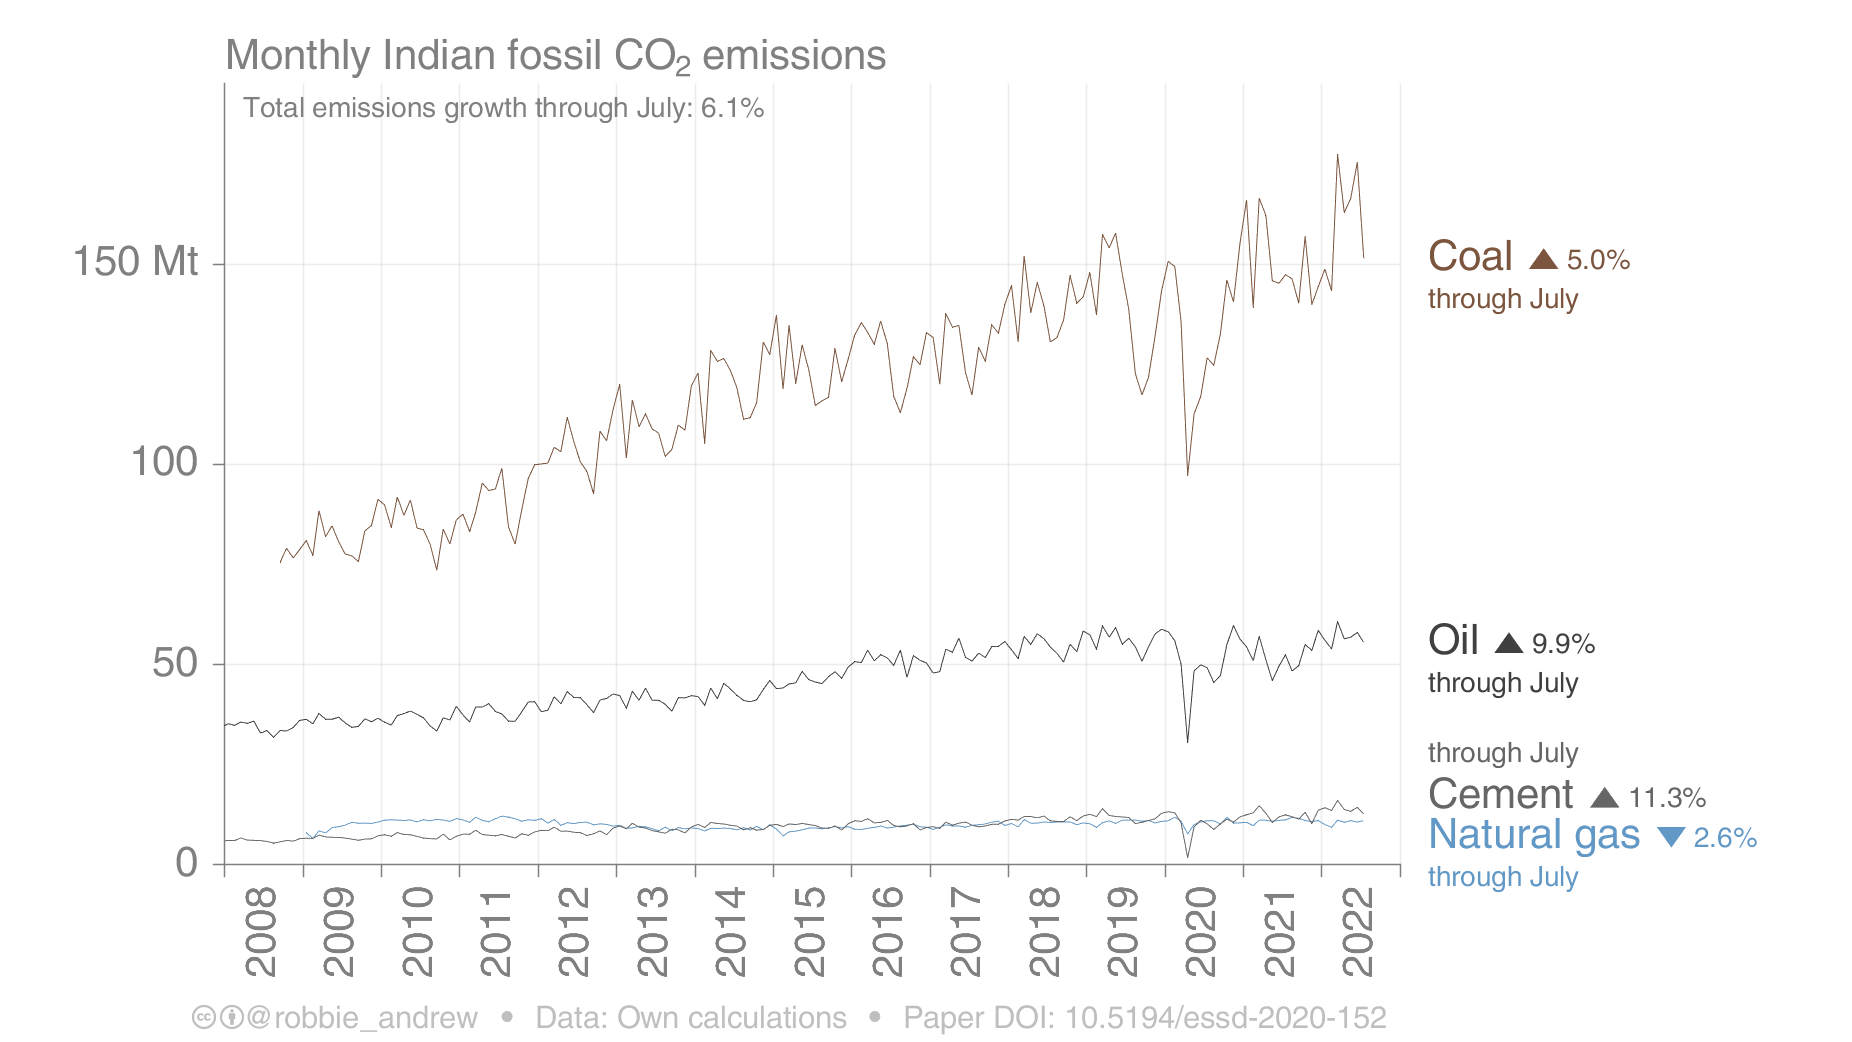 Monthly Indian fossil CO₂ emissions
Total emissions growth through July: 6.1%
150 Mt
100
50
0
Coal ▲ 5.0%
through July
Oil ▲ 9.9%
through July
through July
Cement ▲ 11.3%
Natural gas ▼ 2.6%
through July
2008 2009 2010 2011 2012 2013 2014 2015 2016 2017 2018 2019 2020 2021 2022
@robbie_andrew • Data: Own calculations • Paper DOI: 10.5194/essd-2020-152